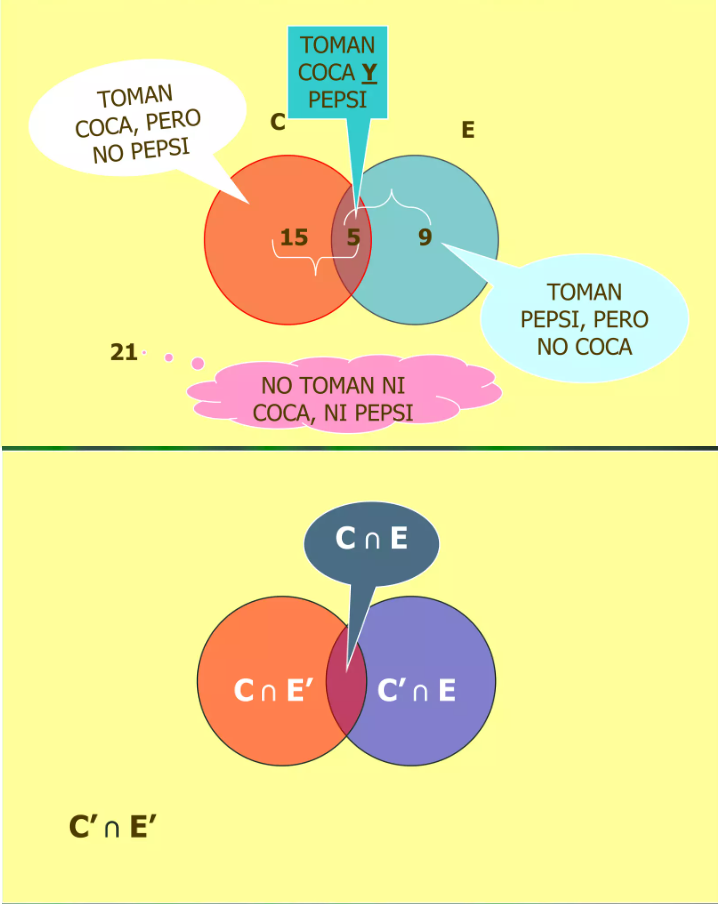 TOMAN
COCA Y
PEPSI
TOMAN
COCA, PERO
NO PEPSI
C
E
15
5
9
TOMAN
PEPSI, PERO
NO COCA
21
NO TOMAN NI
COCA, NI PEPSI
C ∩ E
C ∩ E’
C’ ∩ E
C’ ∩ E’